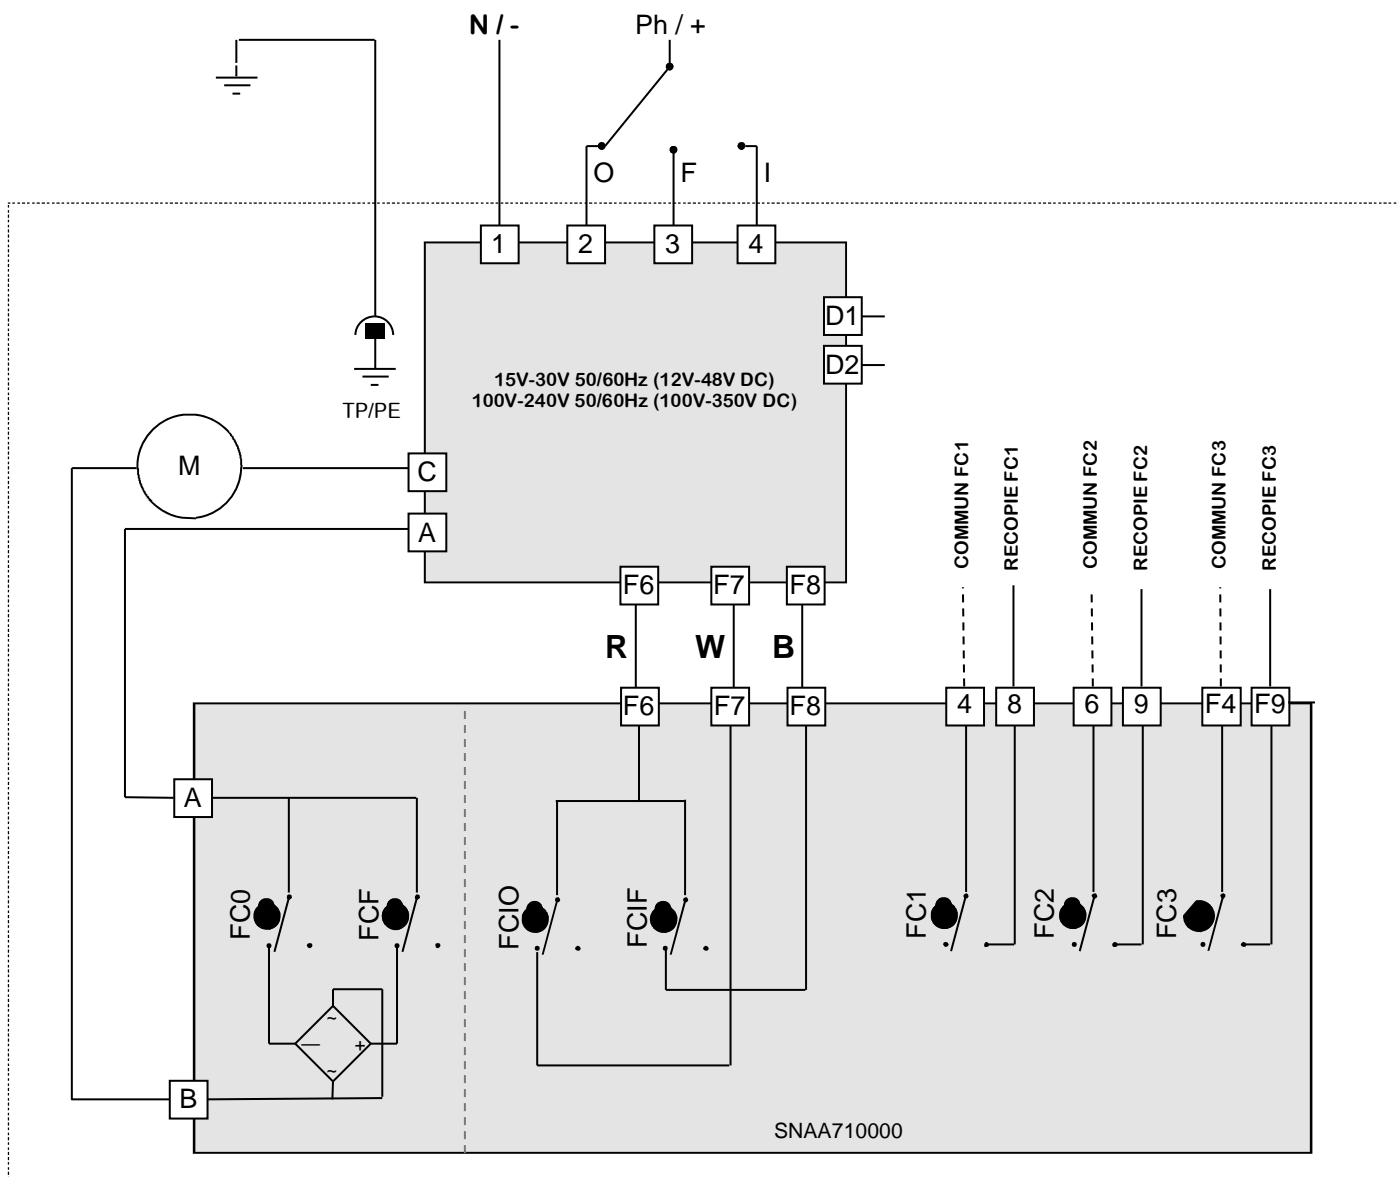 N / -
Ph / +
O
F
I
1
2
3
4
D1
D2
15V-30V 50/60Hz (12V-48V DC)
100V-240V 50/60Hz (100V-350V DC)
TP/PE
M
C
A
F6
F7
F8
R
W
B
COMMUN FC1
RECOPIE FC1
COMMUN FC2
RECOPIE FC2
COMMUN FC3
RECOPIE FC3
F6
F7
F8
4
8
6
9
F4
F9
A
FC0
FCF
FCIO
FCIF
FC1
FC2
FC3
~
— +
~
B
SNAA710000